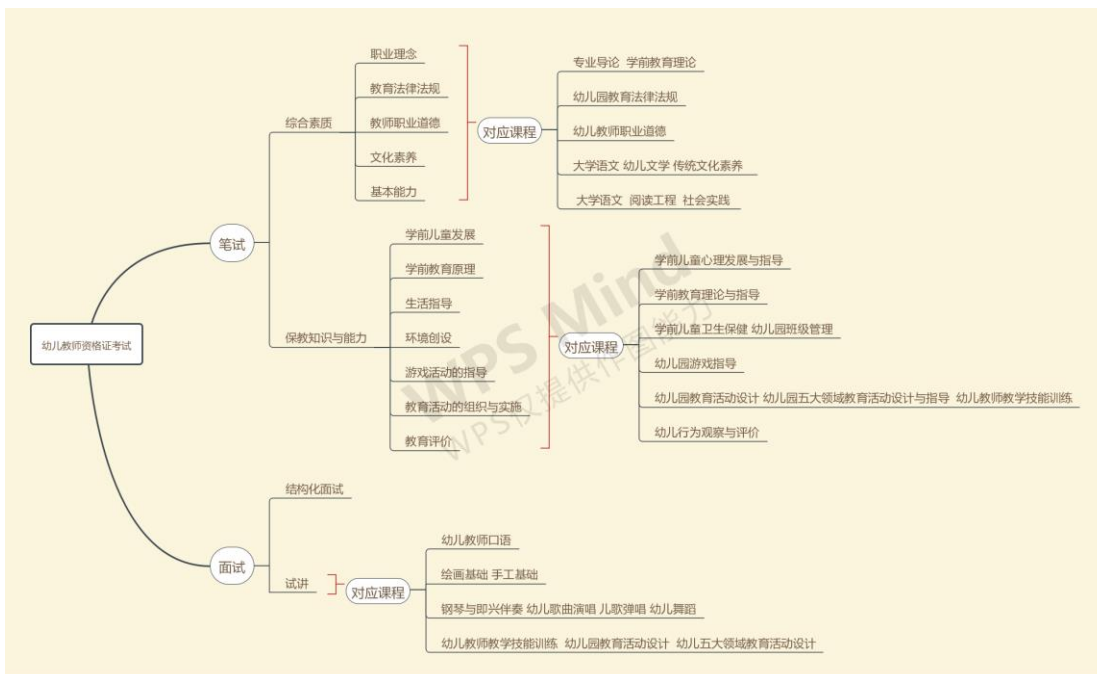 幼儿教师资格证考试
笔试
综合素质
职业理念
教育法律法规
教师职业道德
文化素养
基本能力
对应课程
专业导论 学前教育理论
幼儿园教育法律法规
幼儿教师职业道德
大学语文 幼儿文学 传统文化素养
大学语文 阅读工程 社会实践
保教知识与能力
学前儿童发展
学前教育原理
生活指导
环境创设
游戏活动的指导
教育活动的组织与实施
教育评价
对应课程
学前儿童心理发展与指导
学前教育理论与指导
学前儿童卫生保健 幼儿园班级管理
幼儿园游戏指导
幼儿园教育活动设计 幼儿园五大领域教育活动设计与指导 幼儿教师教学技能训练
幼儿行为观察与评价
面试
结构化面试
试讲
对应课程
幼儿教师口语
绘画基础 手工基础
钢琴与即兴伴奏 幼儿歌曲演唱 儿歌弹唱 幼儿舞蹈
幼儿教师教学技能训练 幼儿园教育活动设计 幼儿五大领域教育活动设计
WPS Mind
WPS仅提供作图能力